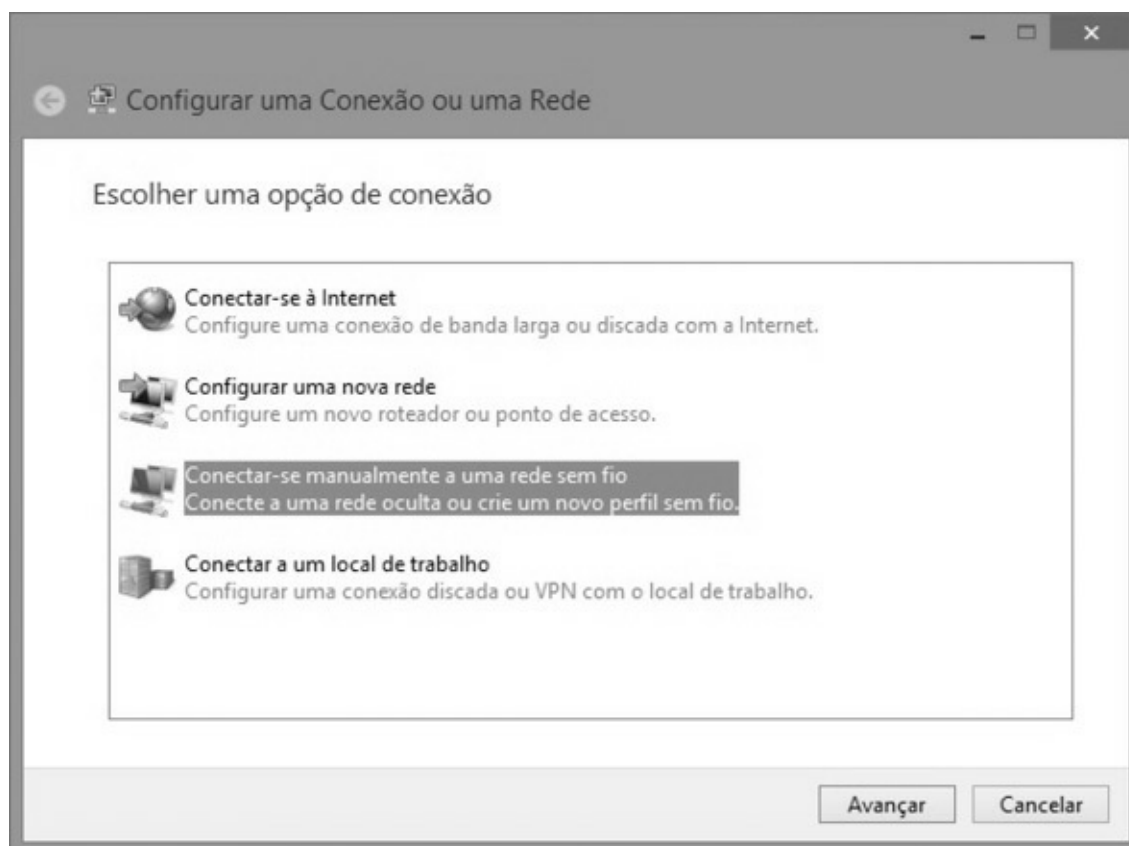 Configurar uma Conexão ou uma Rede
Escolher uma opção de conexão
Conectar-se à Internet
Configure uma conexão de banda larga ou discada com a Internet.
Configurar uma nova rede
Configure um novo roteador ou ponto de acesso.
Conectar-se manualmente a uma rede sem fio
Conecte a uma rede oculta ou crie um novo perfil sem fio.
Conectar a um local de trabalho
Configurar uma conexão discada ou VPN com o local de trabalho.
Avançar
Cancelar